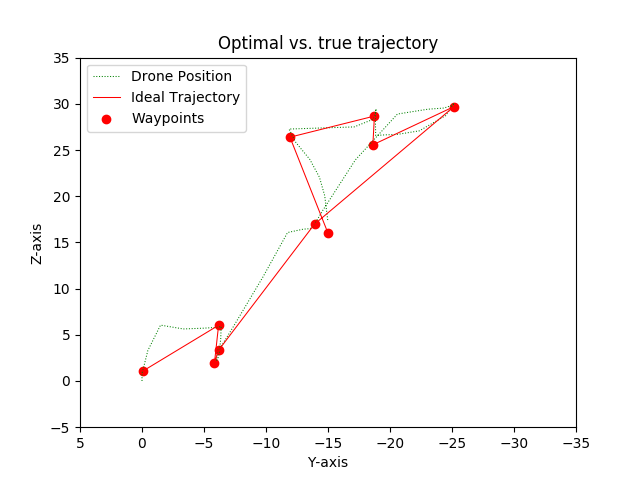 Optimal vs. true trajectory
Drone Position
Ideal Trajectory
Waypoints
Z-axis
35
30
25
20
15
10
5
0
−5
5 0 −5 −10 −15 −20 −25 −30 −35
Y-axis